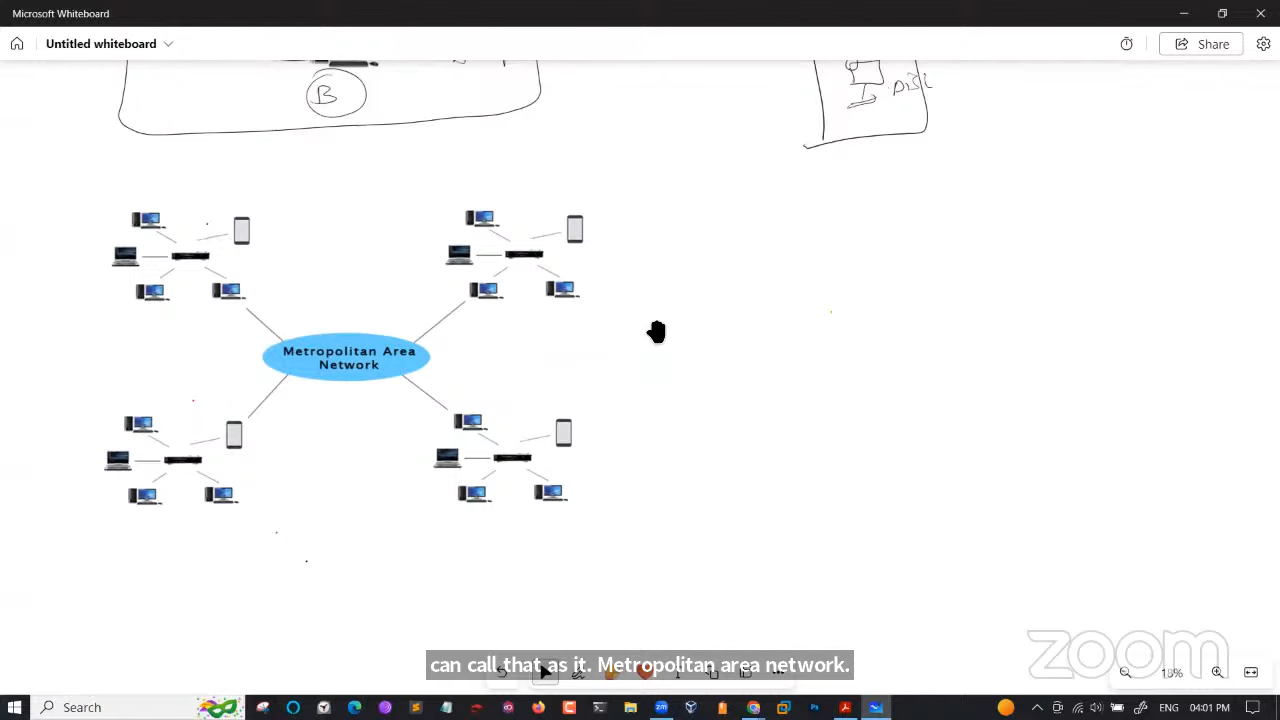 Microsoft Whiteboard
Untitled whiteboard
Share
B
Metropolitan Area
Network
can call that as it. Metropolitan area network.
zoom
18%
Search
ENG
04:01 PM